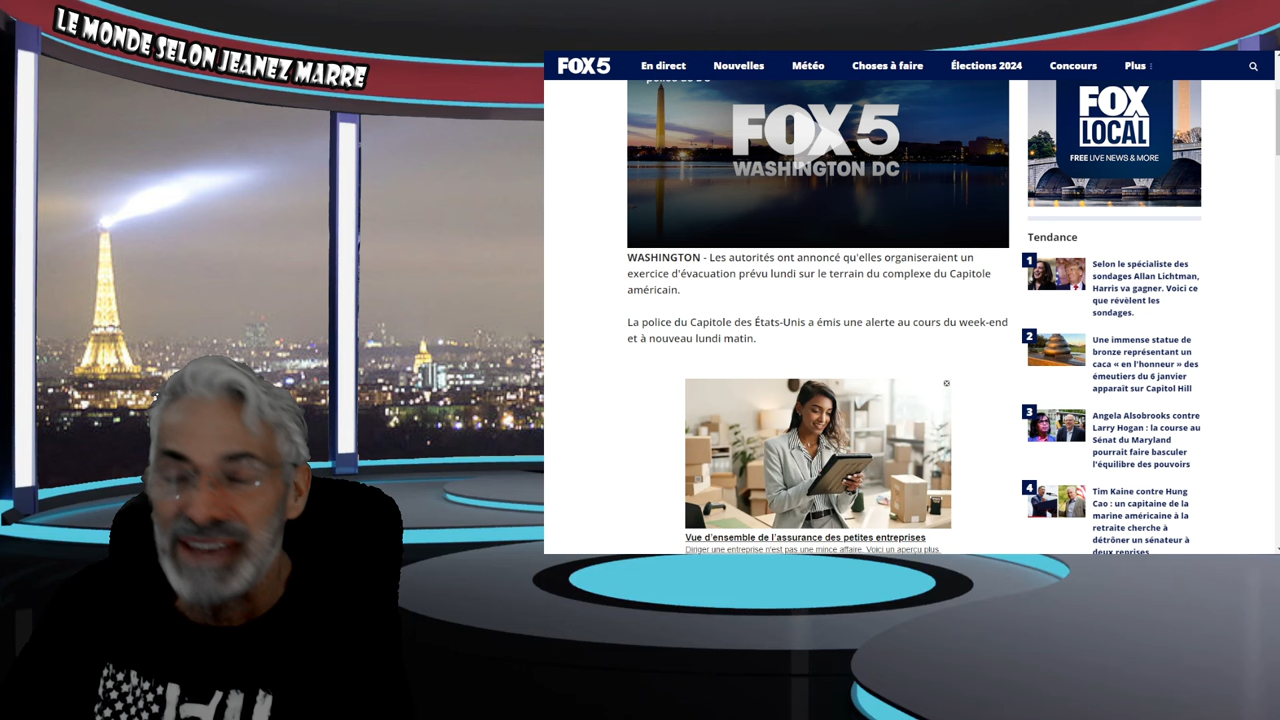 LE MONDE SELON JEANEZ MARRE
FOX 5
En direct
Nouvelles
Météo
Choses à faire
Élections 2024
Concours
Plus
FOX 5
WASHINGTON DC
WASHINGTON - Les autorités ont annoncé qu'elles organiseraient un
exercice d'évacuation prévu lundi sur le terrain du complexe du Capitole
américain.
La police du Capitole des États-Unis a émis une alerte au cours du week-end
et à nouveau lundi matin.
Vue d'ensemble de l'assurance des petites entreprises
Diriger une entreprise n'est pas une mince affaire. Voici un aperçu plus
FOX
LOCAL
FREE LIVE NEWS & MORE
Tendance
1
Selon le spécialiste des
sondages Allan Lichtman,
Harris va gagner. Voici ce
que révèlent les
sondages.
2
Une immense statue de
bronze représentant un
caca « en l'honneur » des
émeutiers du 6 janvier
apparaît sur Capitol Hill
3
Angela Alsobrooks contre
Larry Hogan : la course au
Sénat du Maryland
pourrait faire basculer
l'équilibre des pouvoirs
4
Tim Kaine contre Hung
Cao : un capitaine de la
marine américaine à la
retraite cherche à
détrôner un sénateur à
deux reprises